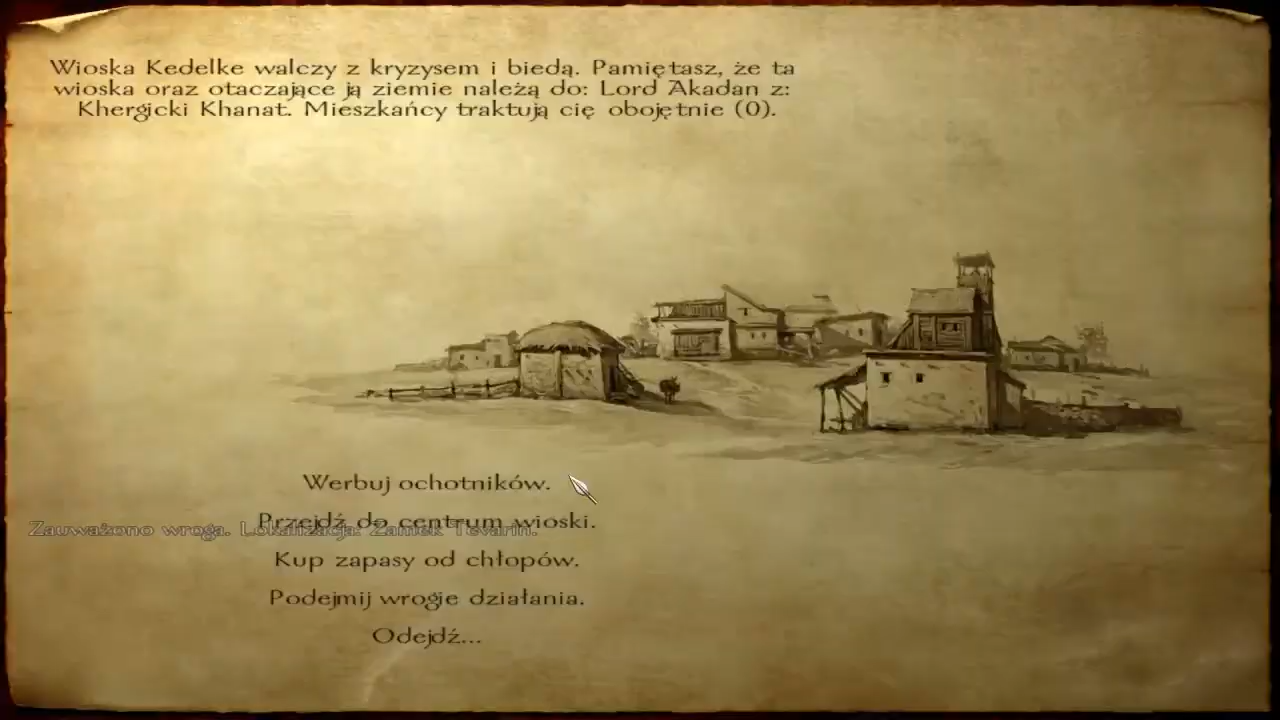 Wioska Kedelke walczy z kryzysem i biedą. Pamiętasz, że ta
wioska oraz otaczające ją ziemie należą do: Lord Akadan z:
Khergicki Khanat. Mieszkańcy traktują cię obojętnie (0).
Werbuj ochotników.
Przejdź do centrum wioski.
Zauważono wroga. Lokalizacja: Zamek Tevarin.
Kup zapasy od chłopów.
Podejmij wrogie działania.
Odejdź...